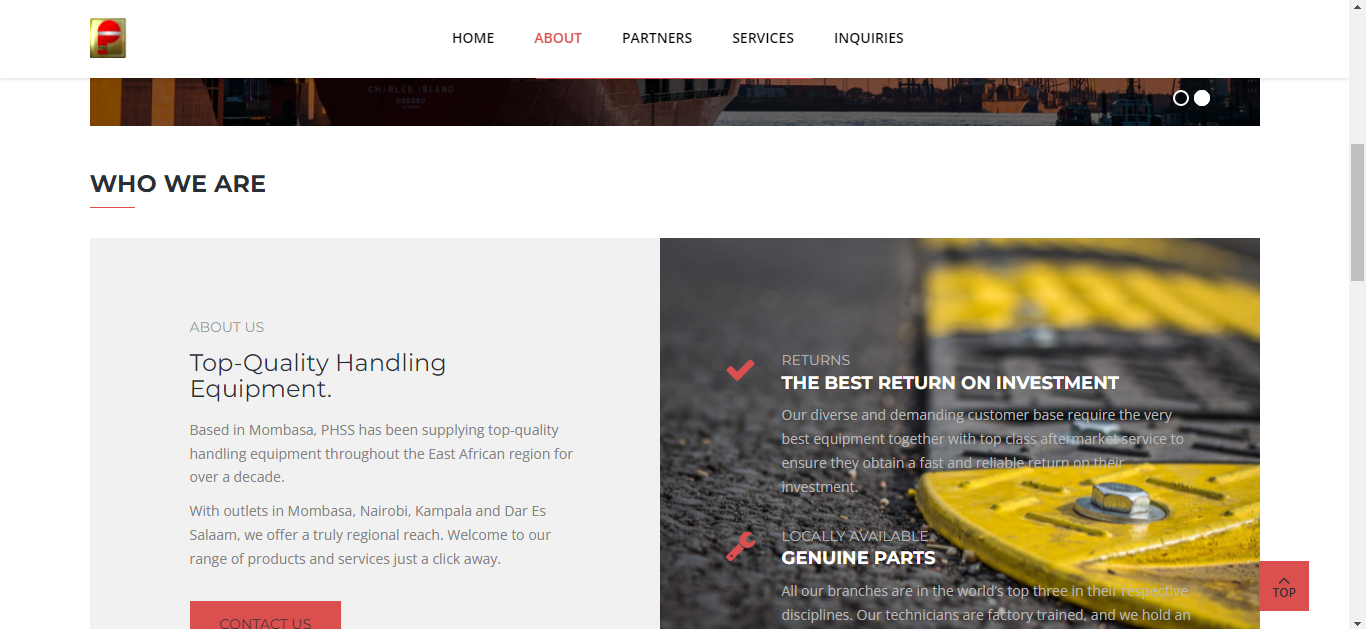 HOME
ABOUT
PARTNERS
SERVICES
INQUIRIES
CHARLES ISLAND
NASSAU
WHO WE ARE
ABOUT US
Top-Quality Handling
Equipment.
Based in Mombasa, PHSS has been supplying top-quality
handling equipment throughout the East African region for
over a decade.
With outlets in Mombasa, Nairobi, Kampala and Dar Es
Salaam, we offer a truly regional reach. Welcome to our
range of products and services just a click away.
CONTACT US
RETURNS
THE BEST RETURN ON INVESTMENT
Our diverse and demanding customer base require the very
best equipment together with top class aftermarket service to
ensure they obtain a fast and reliable return on their
investment.
LOCALLY AVAILABLE
GENUINE PARTS
All our branches are in the world's top three in their respective
disciplines. Our technicians are factory trained, and we hold an
TOP